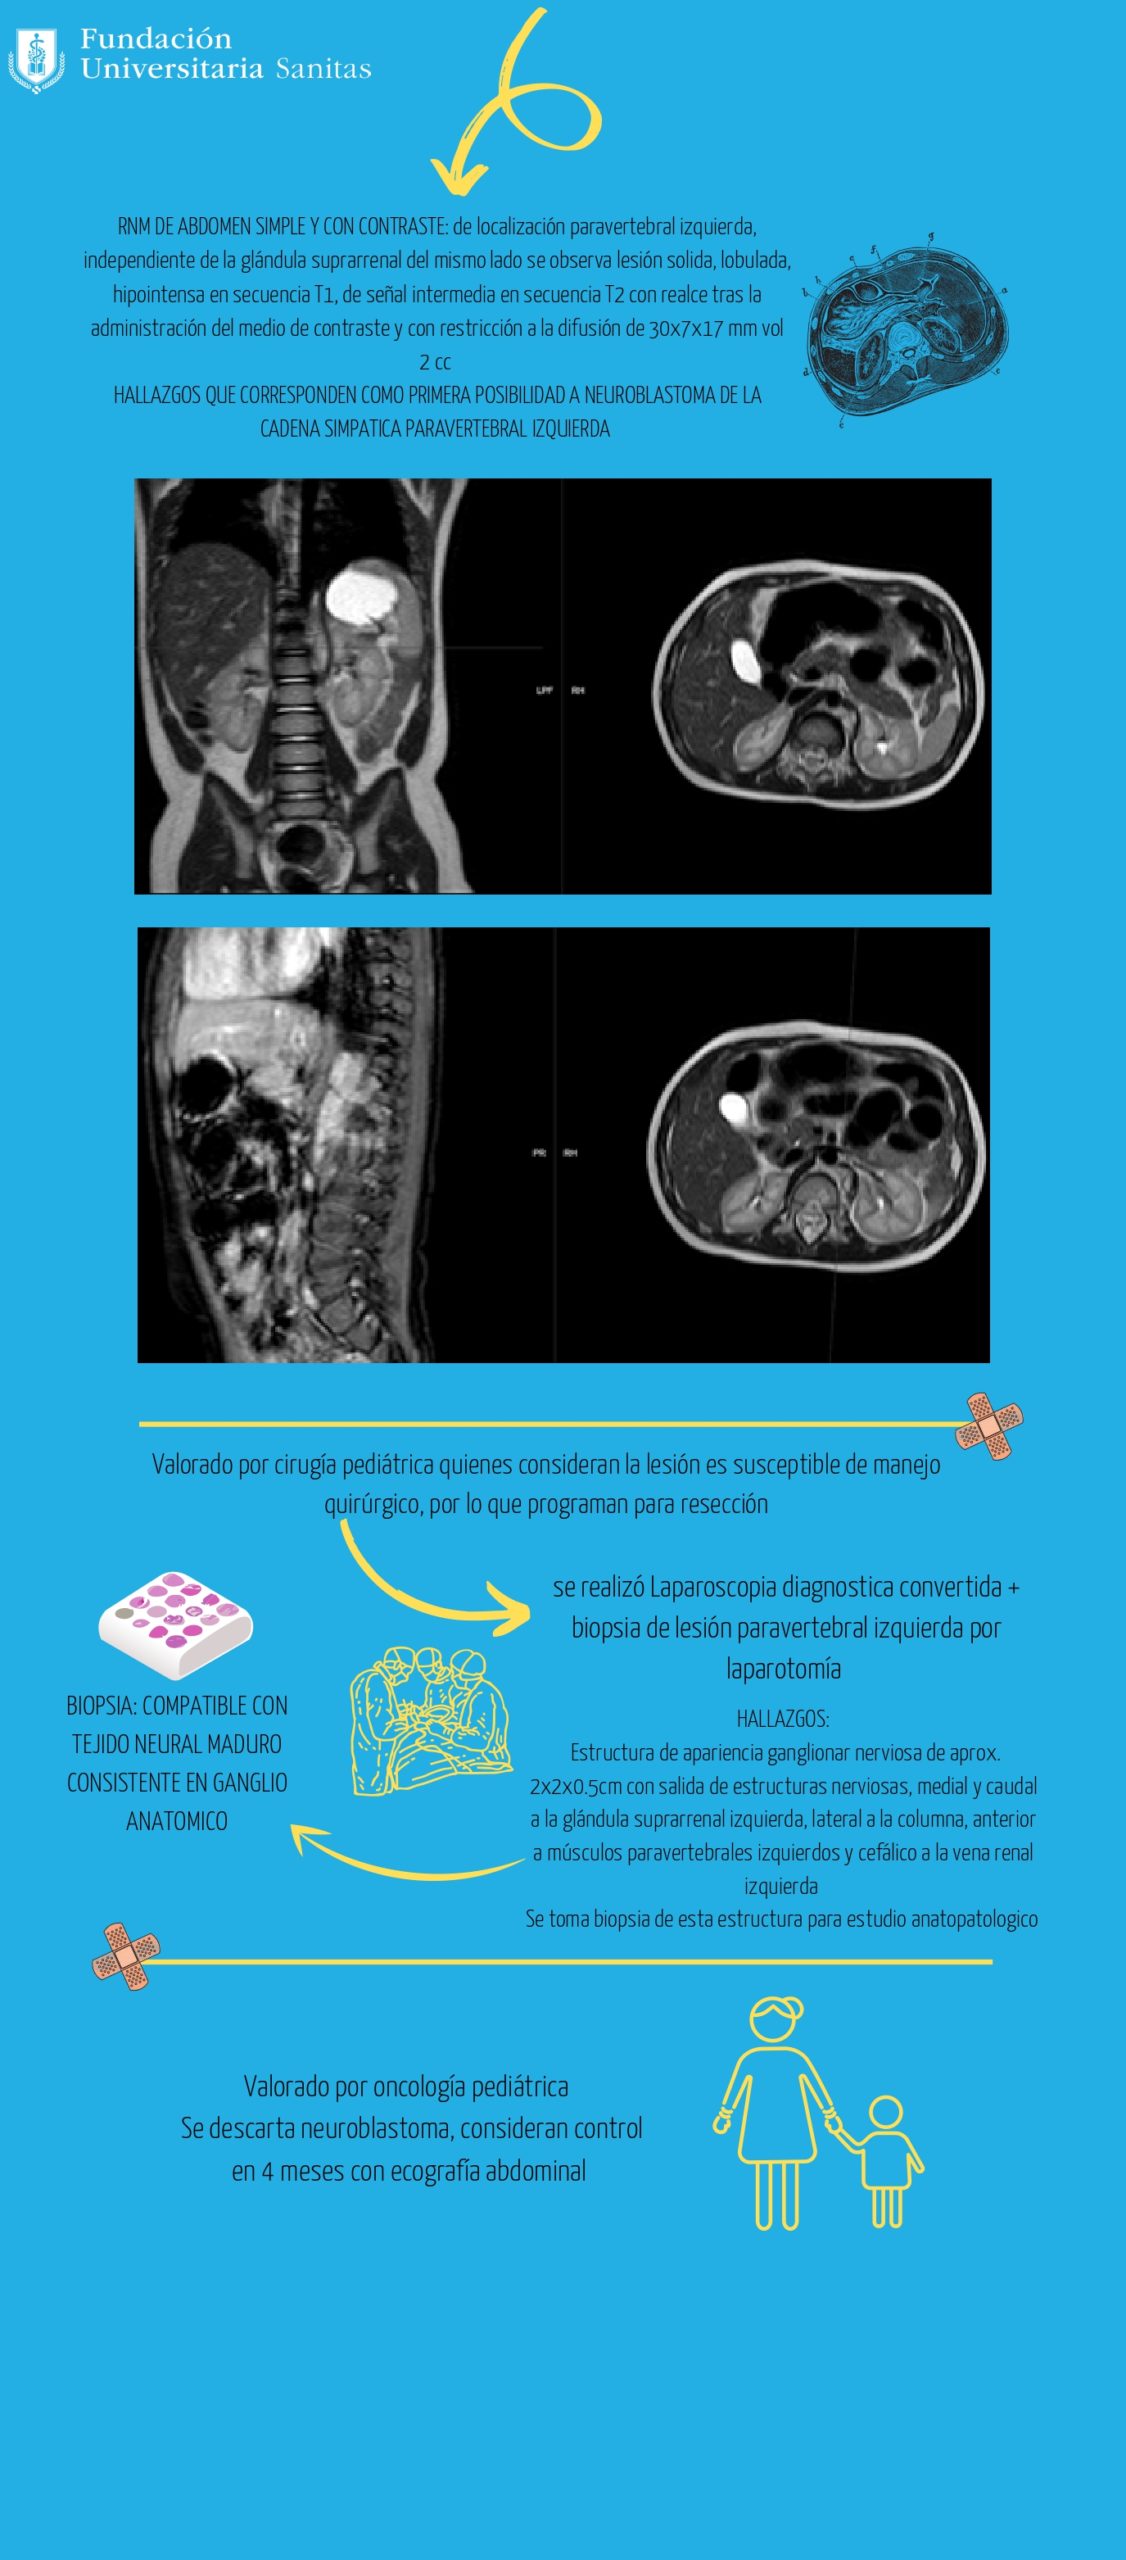 Fundación
Universitaria Sanitas
RNM DE ABDOMEN SIMPLE Y CON CONTRASTE: de localización paravertebral izquierda,
independiente de la glándula suprarrenal del mismo lado se observa lesión solida, lobulada,
hipointensa en secuencia T1, de señal intermedia en secuencia T2 con realce tras la
administración del medio de contraste y con restricción a la difusión de 30x7x17 mm vol
2 cc
HALLAZGOS QUE CORRESPONDEN COMO PRIMERA POSIBILIDAD A NEUROBLASTOMA DE LA
CADENA SIMPATICA PARAVERTEBRAL IZQUIERDA
LPF RH
PR RH
Valorado por cirugía pediátrica quienes consideran la lesión es susceptible de manejo
quirúrgico, por lo que programan para resección
se realizó Laparoscopia diagnostica convertida +
biopsia de lesión paravertebral izquierda por
laparotomía
HALLAZGOS:
Estructura de apariencia ganglionar nerviosa de aprox.
2x2x0.5cm con salida de estructuras nerviosas, medial y caudal
a la glándula suprarrenal izquierda, lateral a la columna, anterior
a músculos paravertebrales izquierdos y cefálico a la vena renal
izquierda
Se toma biopsia de esta estructura para estudio anatopatologico
BIOPSIA: COMPATIBLE CON
TEJIDO NEURAL MADURO
CONSISTENTE EN GANGLIO
ANATOMICO
Valorado por oncología pediátrica
Se descarta neuroblastoma, consideran control
en 4 meses con ecografía abdominal